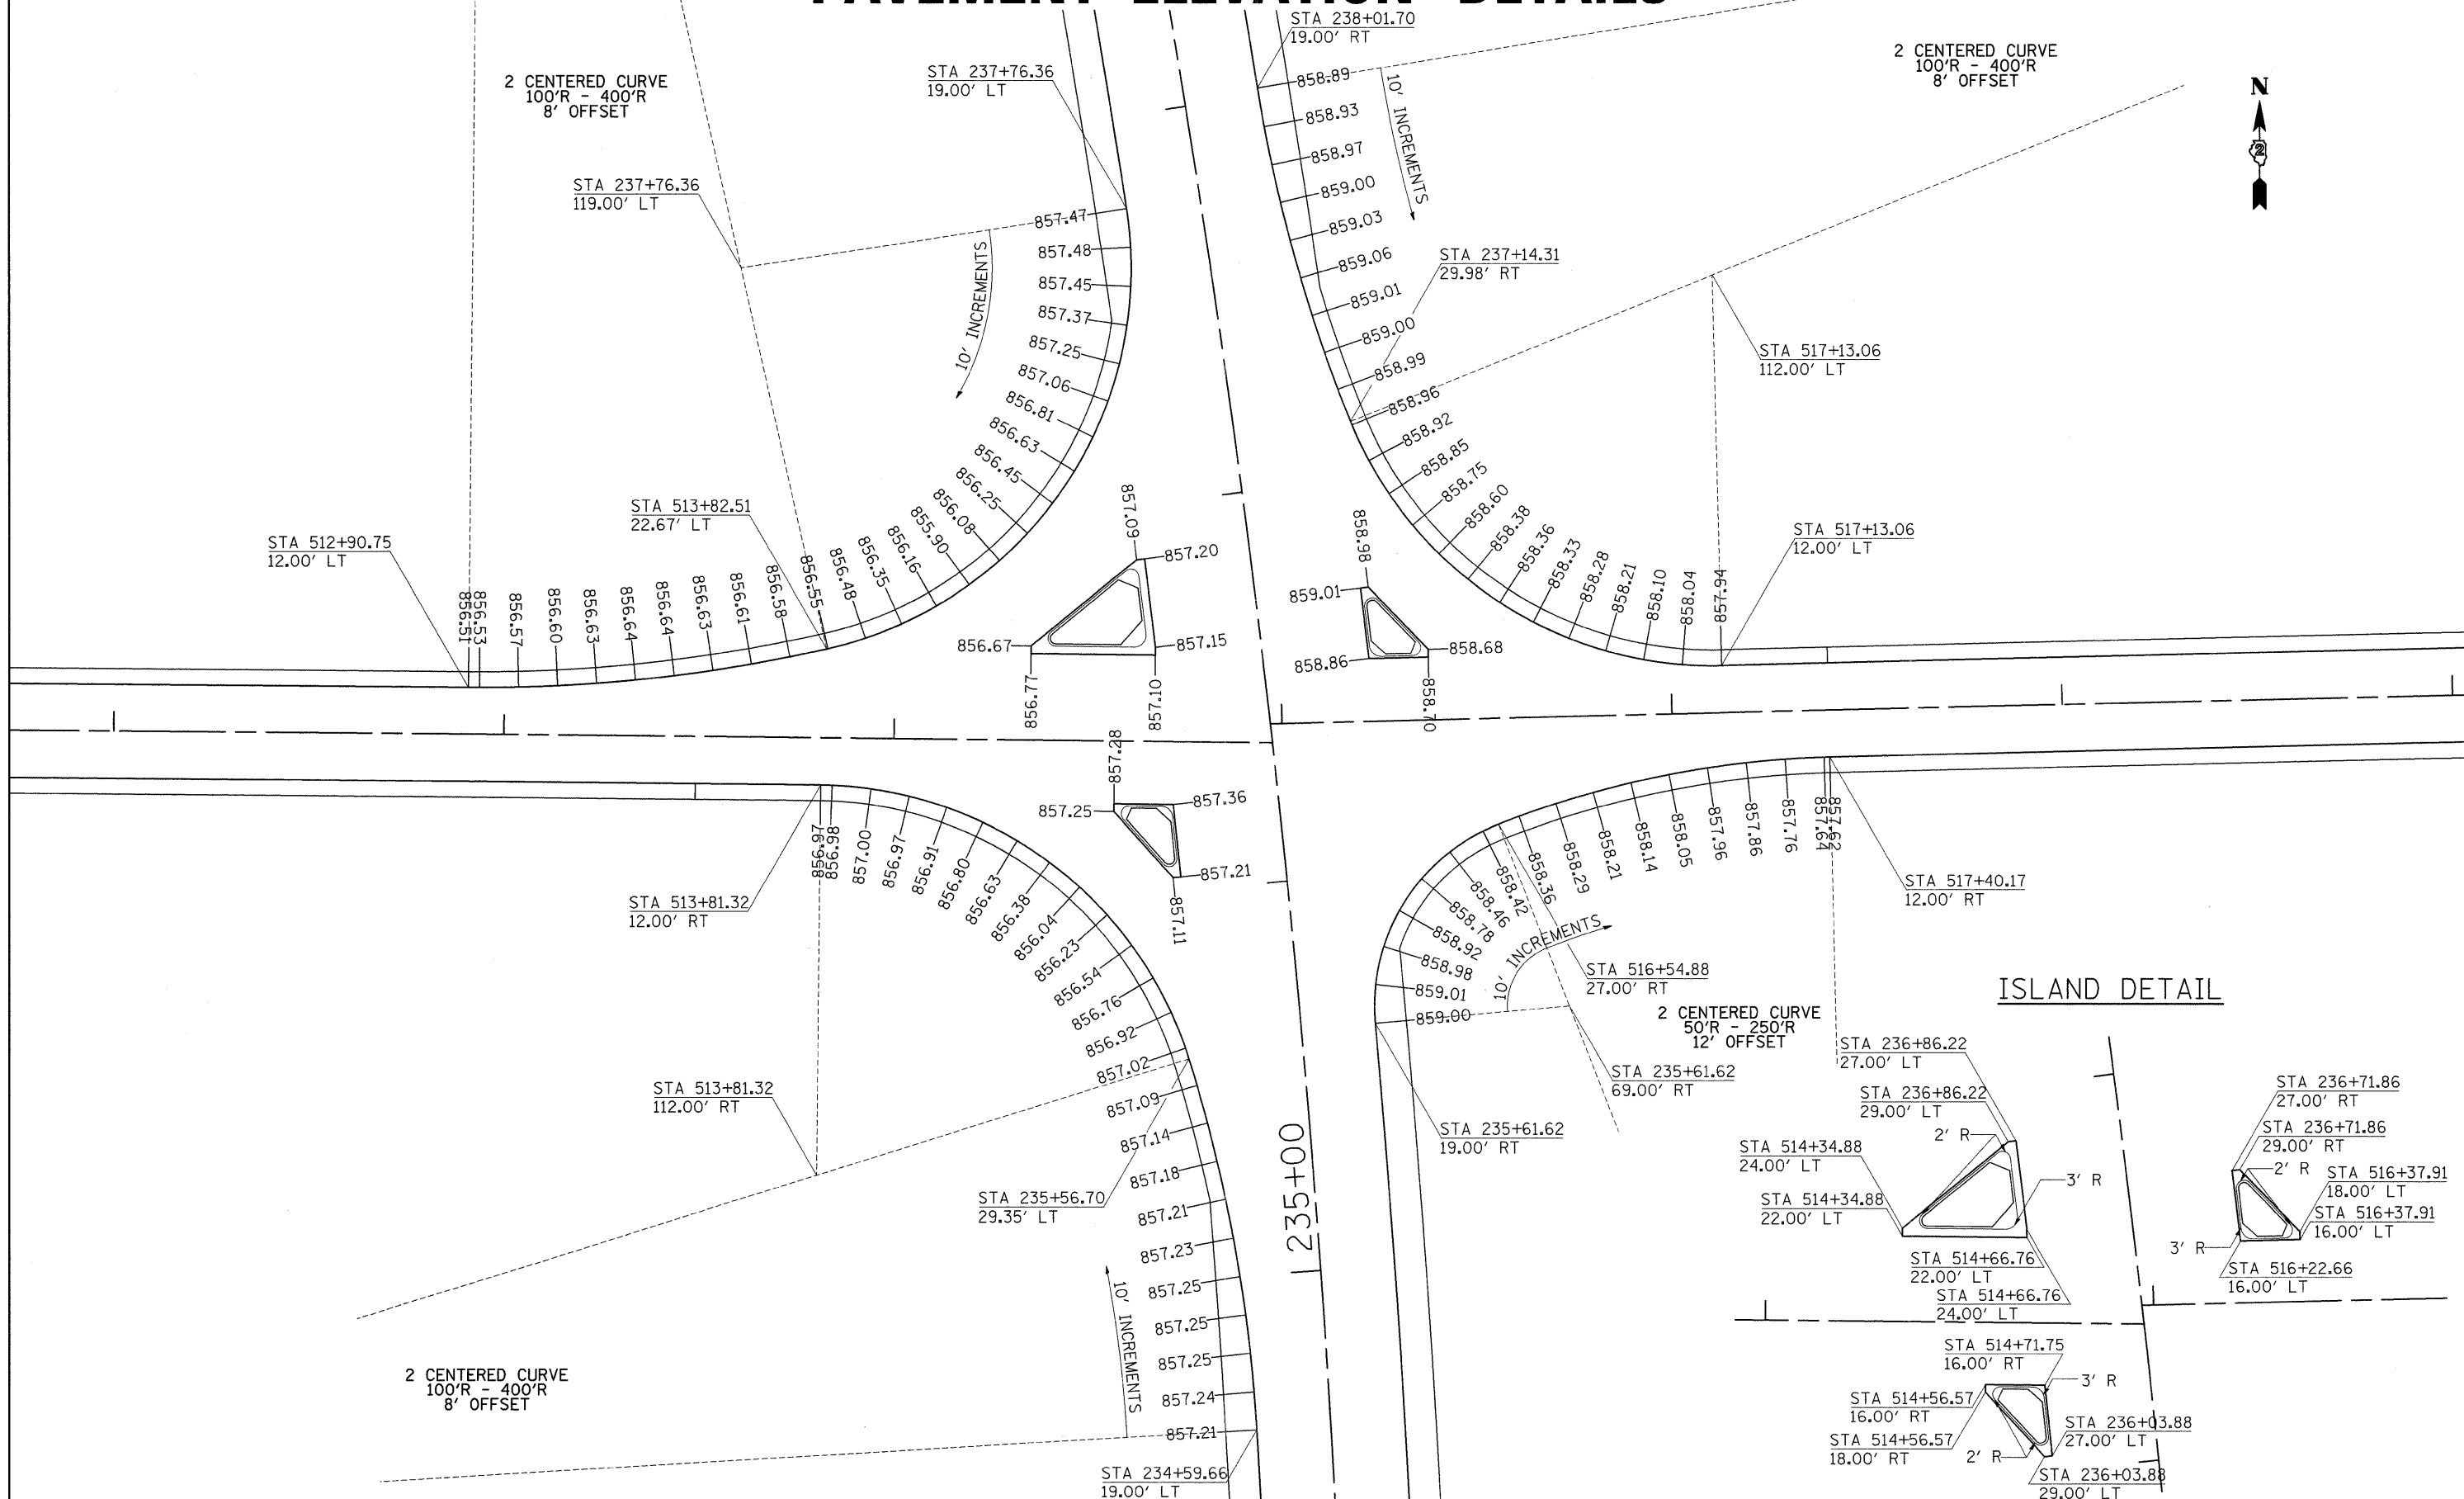 PAVEMENT ELEVATION DETAILS
2 CENTERED CURVE
100'R - 400'R
8' OFFSET
STA 237+76.36
19.00' LT
STA 238+01.70
19.00' RT
2 CENTERED CURVE
100'R - 400'R
8' OFFSET
N
2
STA 237+76.36
119.00' LT
857.47
857.48
857.45
857.37
857.25
857.06
856.81
856.63
856.45
856.25
856.08
855.90
856.16
856.35
856.48
856.55
856.58
856.61
856.63
856.64
856.64
856.63
856.60
856.57
856.53
856.51
10' INCREMENTS
STA 513+82.51
22.67' LT
STA 512+90.75
12.00' LT
858.89
858.93
858.97
859.00
859.03
859.06
859.01
859.00
858.99
858.96
858.92
858.85
858.75
858.60
858.38
858.36
858.33
858.28
858.21
858.10
858.04
857.94
10' INCREMENTS
STA 237+14.31
29.98' RT
STA 517+13.06
112.00' LT
STA 517+13.06
12.00' LT
857.09
857.20
856.67
857.15
856.77
857.10
858.98
859.01
858.86
858.68
858.70
857.28
857.25
857.36
857.21
857.11
856.97
856.98
857.00
856.97
856.91
856.80
856.63
856.38
856.04
856.23
856.54
856.76
856.92
857.02
857.09
857.14
857.18
857.21
857.23
857.25
857.25
857.25
857.24
857.21
10' INCREMENTS
STA 513+81.32
12.00' RT
STA 513+81.32
112.00' RT
STA 235+56.70
29.35' LT
2 CENTERED CURVE
100'R - 400'R
8' OFFSET
STA 234+59.66
19.00' LT
235+00
857.62
857.64
857.76
857.86
857.96
858.05
858.14
858.21
858.29
858.36
858.42
858.46
858.78
858.92
858.98
859.01
859.00
10' INCREMENTS
STA 517+40.17
12.00' RT
STA 516+54.88
27.00' RT
2 CENTERED CURVE
50'R - 250'R
12' OFFSET
STA 235+61.62
69.00' RT
STA 235+61.62
19.00' RT
ISLAND DETAIL
STA 236+86.22
27.00' LT
STA 236+86.22
29.00' LT
2' R
STA 514+34.88
24.00' LT
3' R
STA 514+34.88
22.00' LT
STA 514+66.76
22.00' LT
STA 514+66.76
24.00' LT
STA 236+71.86
27.00' RT
STA 236+71.86
29.00' RT
2' R
STA 516+37.91
18.00' LT
STA 516+37.91
16.00' LT
3' R
STA 516+22.66
16.00' LT
STA 514+71.75
16.00' RT
3' R
STA 514+56.57
16.00' RT
STA 514+56.57
18.00' RT
STA 236+03.88
27.00' LT
2' R
STA 236+03.88
29.00' LT